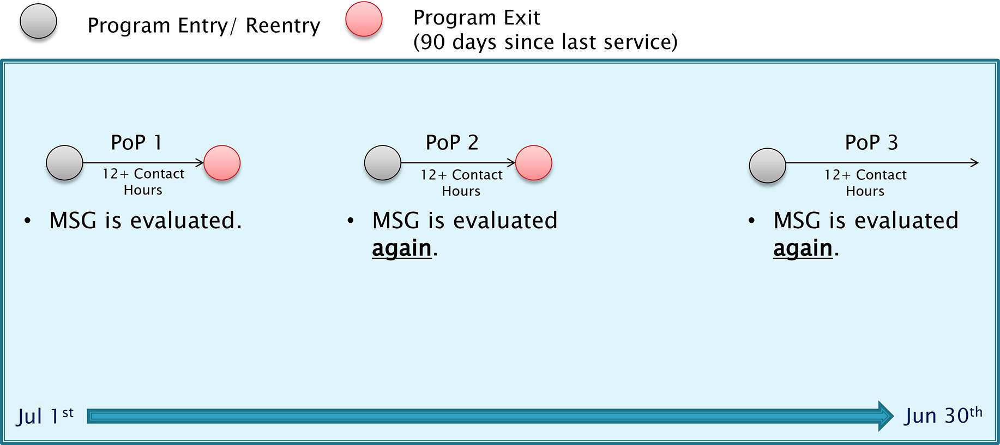 Program Entry/ Reentry
Program Exit
(90 days since last service)
PoP 1
12+ Contact
Hours
• MSG is evaluated.
PoP 2
12+ Contact
Hours
• MSG is evaluated
again.
PoP 3
12+ Contact
Hours
• MSG is evaluated
again.
Jul 1st
Jun 30th